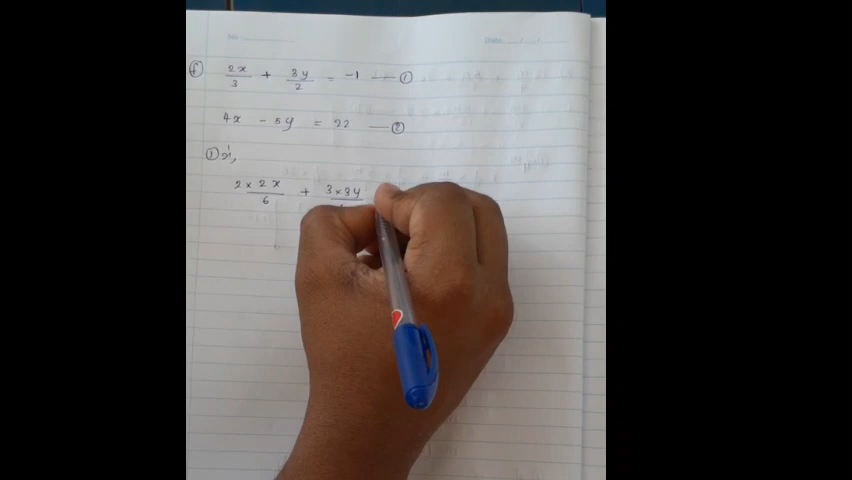 f 2x/3 + 3y/2 = -1 — ①
4x - 5y = 22 — ②
①
2 × 2x/6 + 3 × 3y/